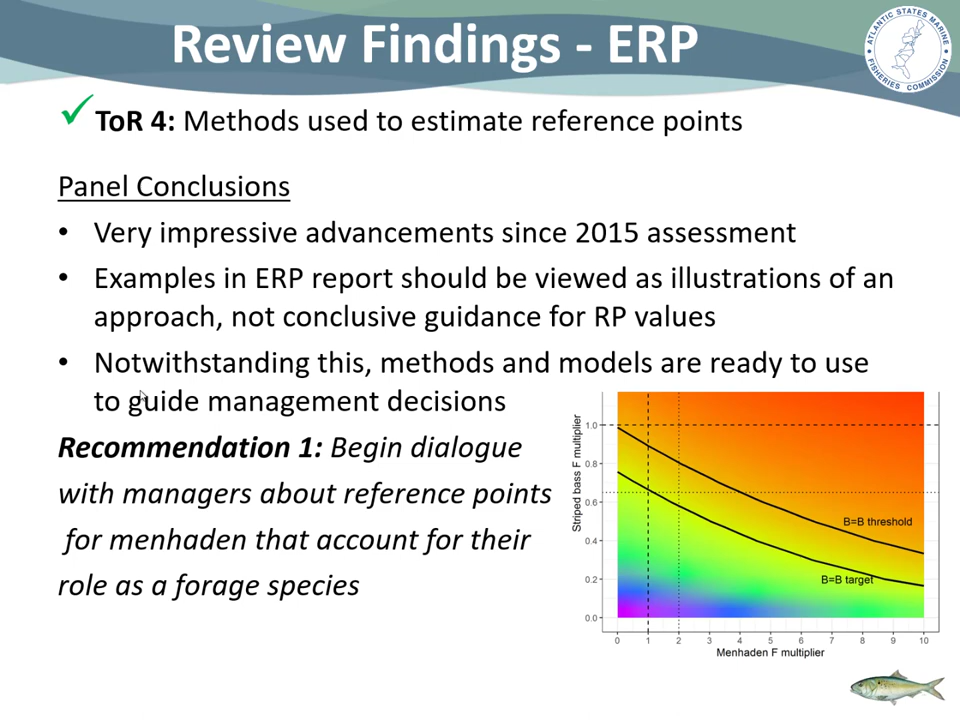 Review Findings - ERP
ATLANTIC STATES MARINE
FISHERIES COMMISSION
ToR 4: Methods used to estimate reference points
Panel Conclusions
• Very impressive advancements since 2015 assessment
• Examples in ERP report should be viewed as illustrations of an
approach, not conclusive guidance for RP values
• Notwithstanding this, methods and models are ready to use
to guide management decisions
Recommendation 1: Begin dialogue
with managers about reference points
for menhaden that account for their
role as a forage species
Striped bass F multiplier
1.0
0.8
0.6
0.4
0.2
0.0
B=B threshold
B=B target
0 1 2 3 4 5 6 7 8 9 10
Menhaden F multiplier